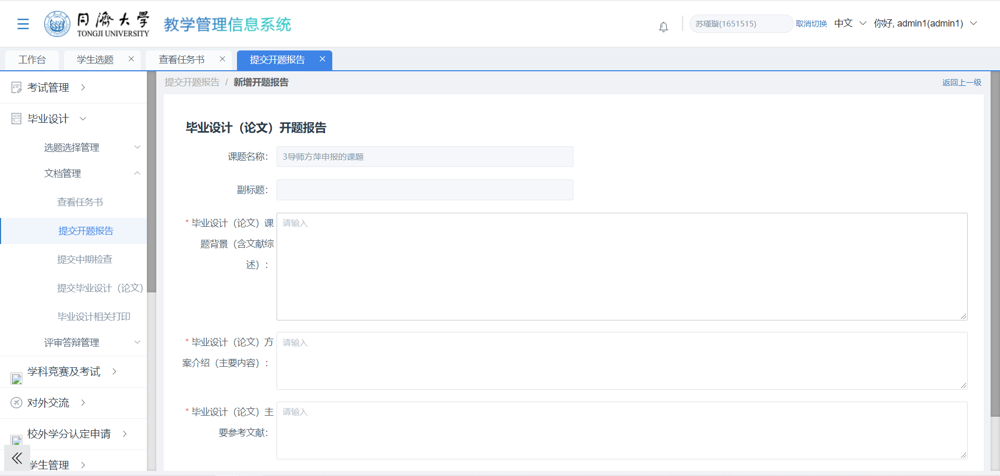 同濟大学
TONGJI UNIVERSITY
教学管理信息系统
苏瑾璇(1651515)
取消切换
中文
你好, admin1(admin1)
工作台
学生选题
查看任务书
提交开题报告
考试管理
毕业设计
选题选择管理
文档管理
查看任务书
提交开题报告
提交中期检查
提交毕业设计（论文）
毕业设计相关打印
评审答辩管理
学科竞赛及考试
对外交流
校外学分认定申请
学生管理
提交开题报告 / 新增开题报告
返回上一级
毕业设计（论文）开题报告
课题名称:
3导师方萍申报的课题
副标题:
* 毕业设计（论文）课
题背景（含文献综
述）:
请输入
* 毕业设计（论文）方
案介绍（主要内容）:
请输入
* 毕业设计（论文）主
要参考文献:
请输入